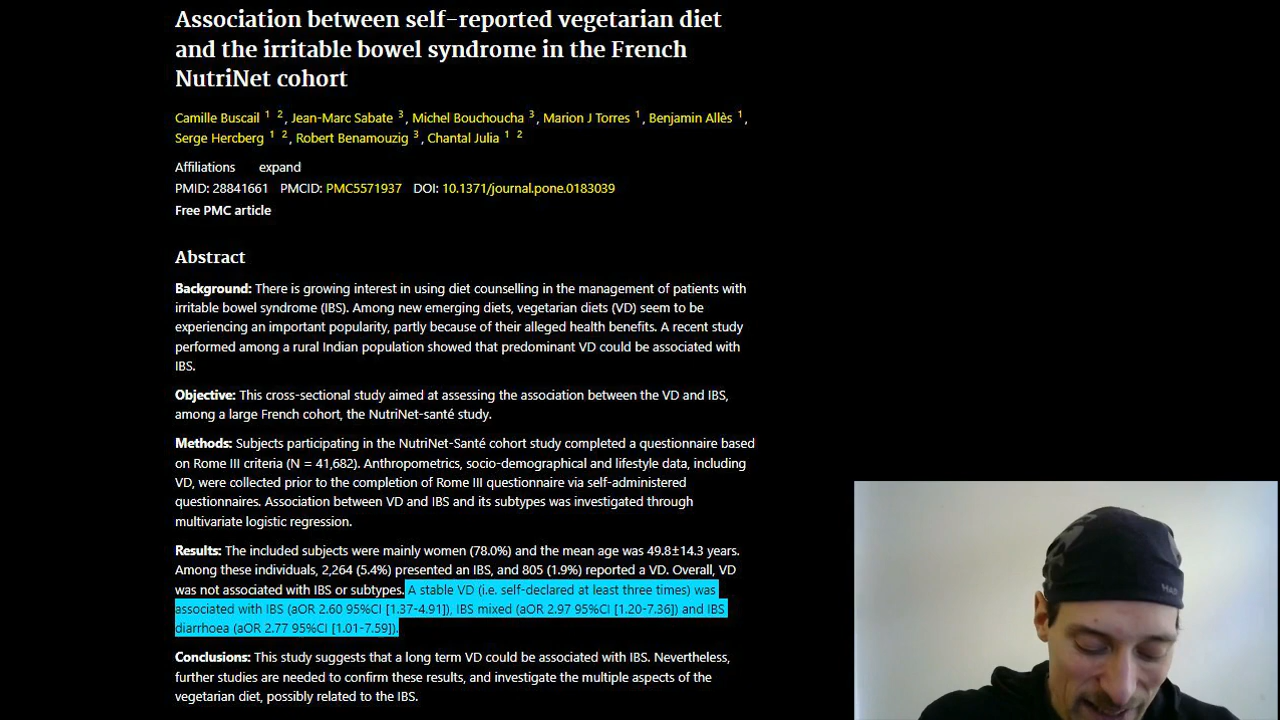 Association between self-reported vegetarian diet
and the irritable bowel syndrome in the French
NutriNet cohort
Camille Buscail 1 2, Jean-Marc Sabate 3, Michel Bouchoucha 3, Marion J Torres 1, Benjamin Allès 1,
Serge Hercberg 1 2, Robert Benamouzig 3, Chantal Julia 1 2
Affiliations expand
PMID: 28841661 PMCID: PMC5571937 DOI: 10.1371/journal.pone.0183039
Free PMC article
Abstract
Background: There is growing interest in using diet counselling in the management of patients with
irritable bowel syndrome (IBS). Among new emerging diets, vegetarian diets (VD) seem to be
experiencing an important popularity, partly because of their alleged health benefits. A recent study
performed among a rural Indian population showed that predominant VD could be associated with
IBS.
Objective: This cross-sectional study aimed at assessing the association between the VD and IBS,
among a large French cohort, the NutriNet-santé study.
Methods: Subjects participating in the NutriNet-Santé cohort study completed a questionnaire based
on Rome III criteria (N = 41,682). Anthropometrics, socio-demographical and lifestyle data, including
VD, were collected prior to the completion of Rome III questionnaire via self-administered
questionnaires. Association between VD and IBS and its subtypes was investigated through
multivariate logistic regression.
Results: The included subjects were mainly women (78.0%) and the mean age was 49.8±14.3 years.
Among these individuals, 2,264 (5.4%) presented an IBS, and 805 (1.9%) reported a VD. Overall, VD
was not associated with IBS or subtypes. A stable VD (i.e. self-declared at least three times) was
associated with IBS (aOR 2.60 95%CI [1.37-4.91]), IBS mixed (aOR 2.97 95%CI [1.20-7.36]) and IBS
diarrhoea (aOR 2.77 95%CI [1.01-7.59]).
Conclusions: This study suggests that a long term VD could be associated with IBS. Nevertheless,
further studies are needed to confirm these results, and investigate the multiple aspects of the
vegetarian diet, possibly related to the IBS.